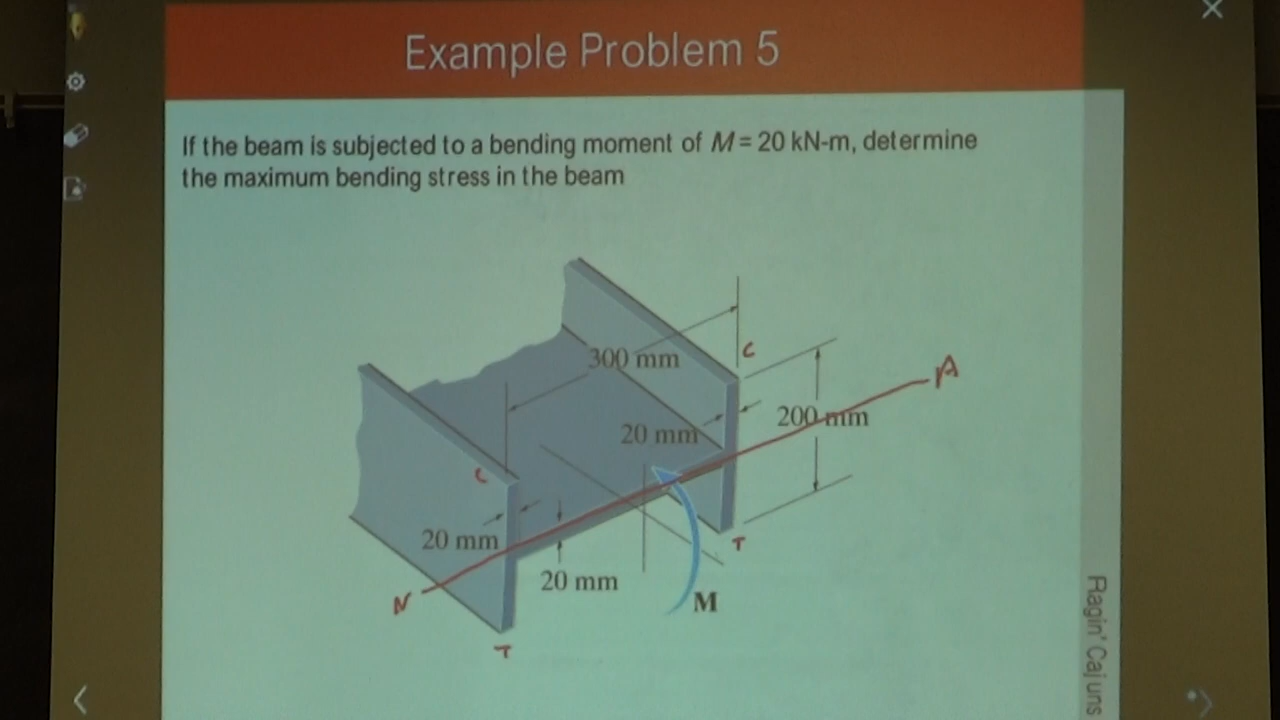 Example Problem 5
If the beam is subjected to a bending moment of M = 20 kN-m, determine
the maximum bending stress in the beam
300 mm
C
A
200 mm
20 mm
C
20 mm
T
20 mm
N
M
T
Ragin' Cajuns